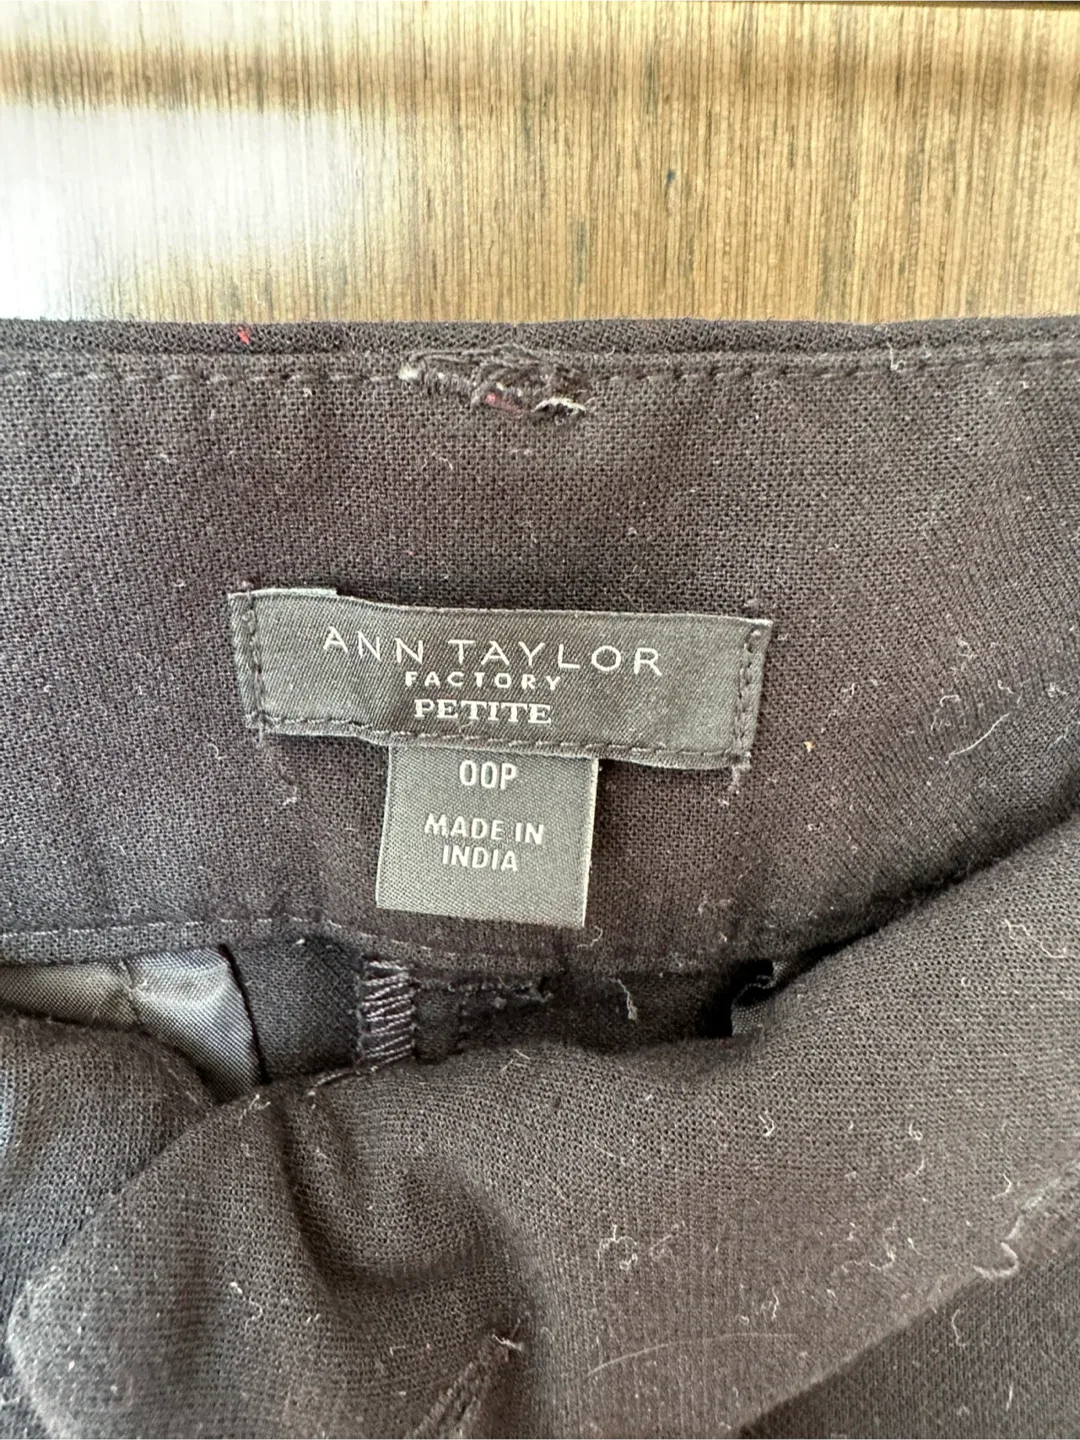 ANN TAYLOR
FACTORY
PETITE
00P
MADE IN
INDIA